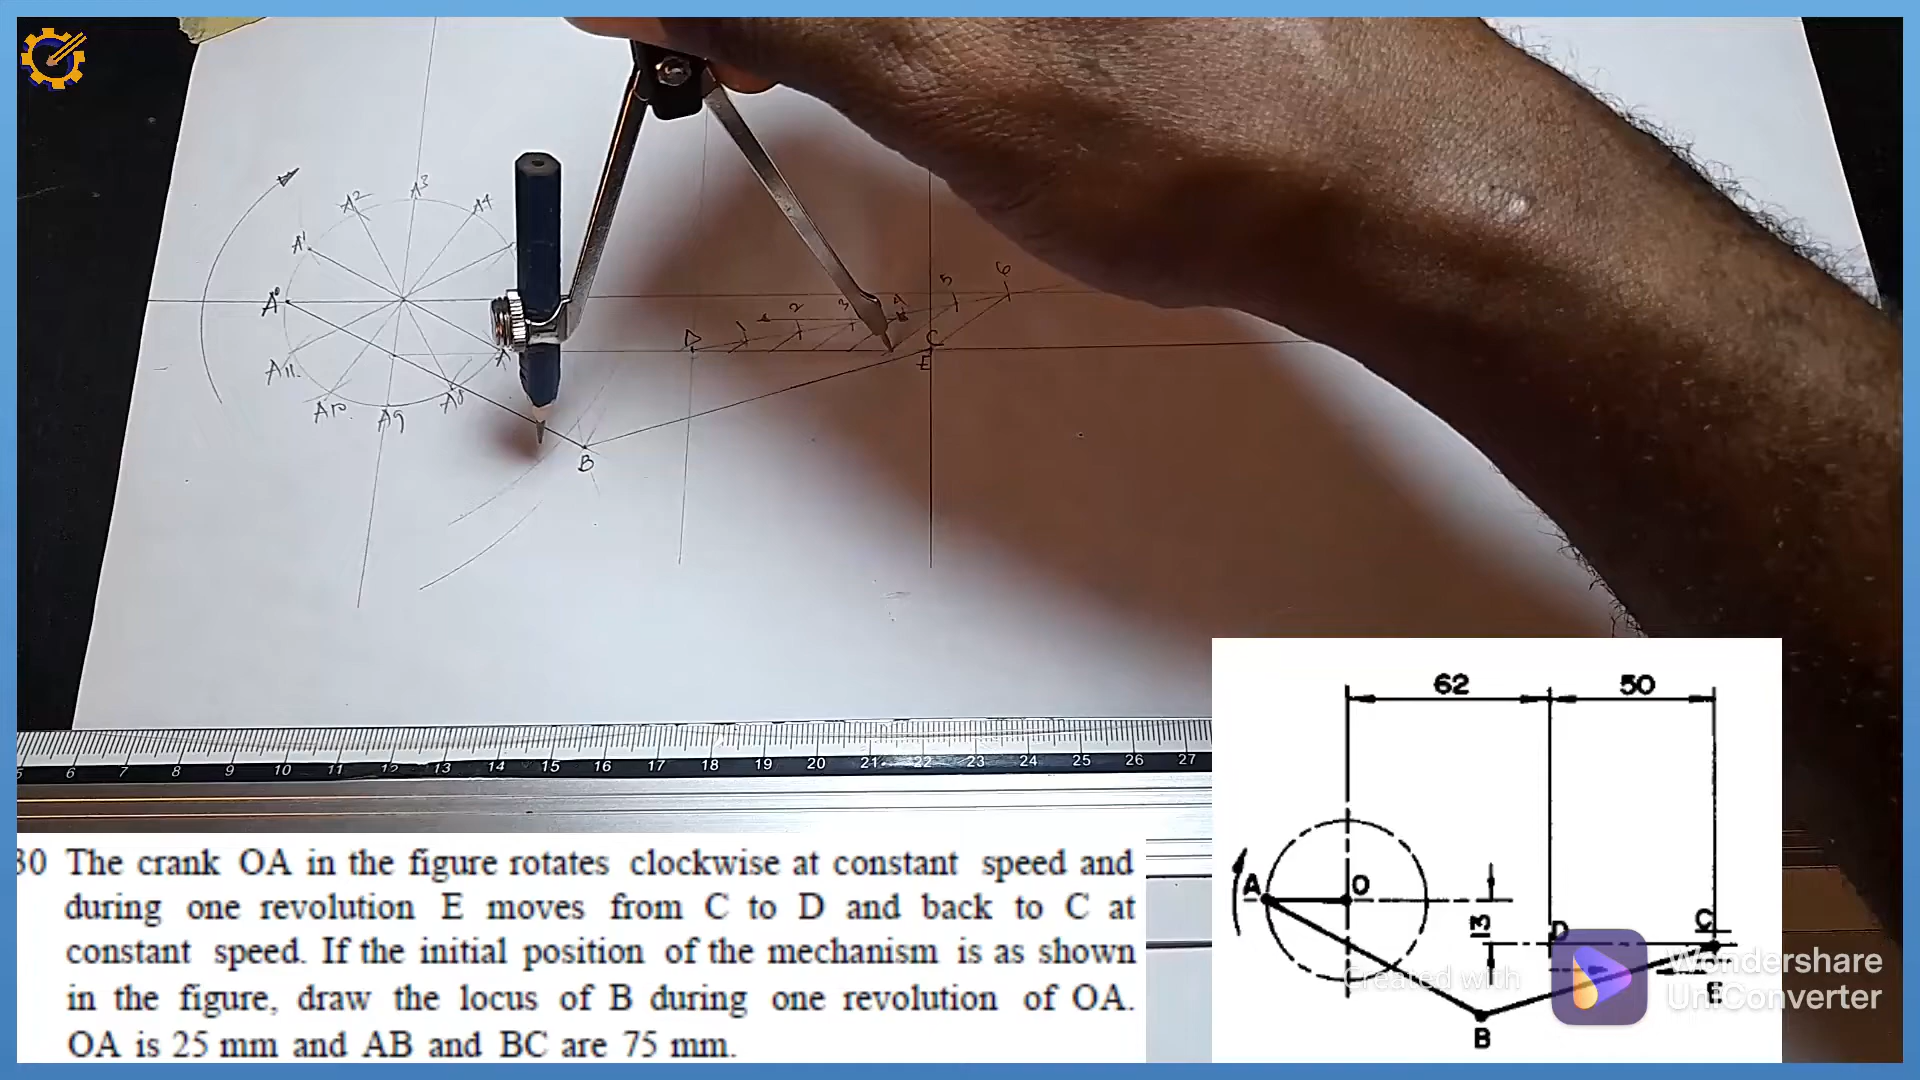 A2
A3
A4
A1
A°
A11
A10
A9
A8
B
D
1
2
3
4
5
6
C
E
6 7 8 9 10 11 12 13 14 15 16 17 18 19 20 21 22 23 24 25 26 27
30 The crank OA in the figure rotates clockwise at constant speed and
during one revolution E moves from C to D and back to C at
constant speed. If the initial position of the mechanism is as shown
in the figure, draw the locus of B during one revolution of OA.
OA is 25 mm and AB and BC are 75 mm.
62 50
A O
13
D C
E
B
Created with
Wondershare
UniConverter